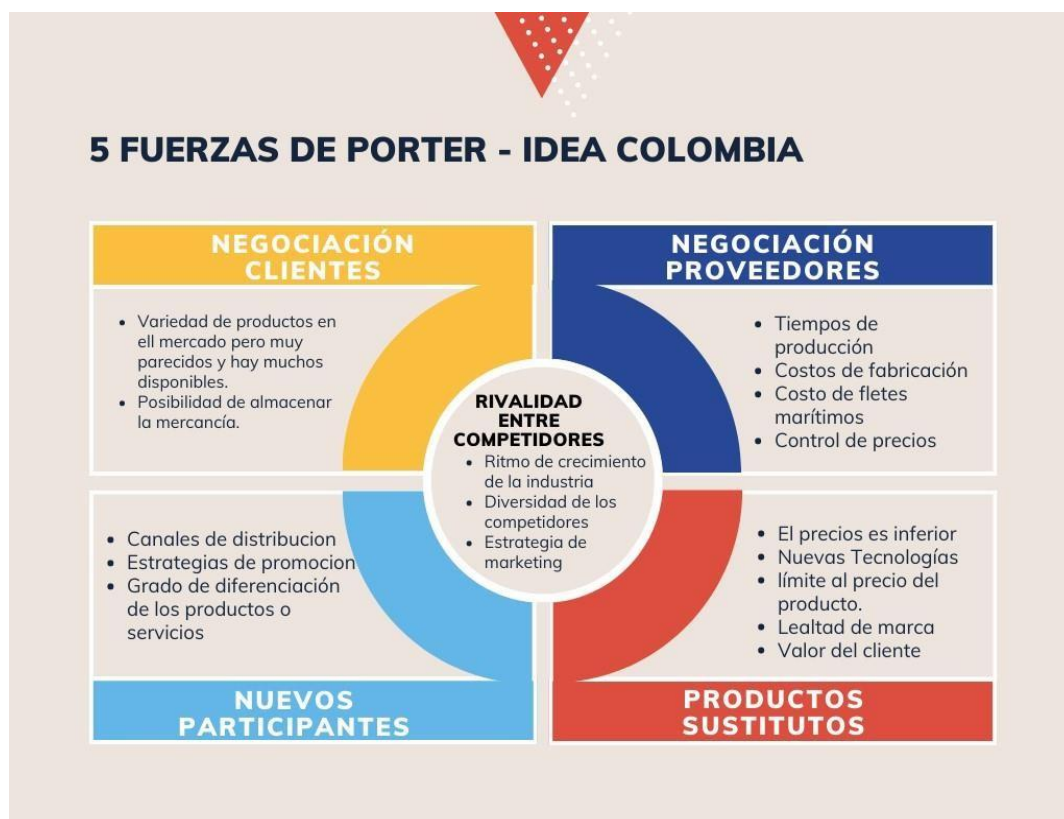 5 FUERZAS DE PORTER - IDEA COLOMBIA
NEGOCIACIÓN
CLIENTES
• Variedad de productos en
ell mercado pero muy
parecidos y hay muchos
disponibles.
• Posibilidad de almacenar
la mercancía.
NEGOCIACIÓN
PROVEEDORES
• Tiempos de
producción
• Costos de fabricación
• Costo de fletes
marítimos
• Control de precios
RIVALIDAD
ENTRE
COMPETIDORES
• Ritmo de crecimiento
de la industria
• Diversidad de los
competidores
• Estrategia de
marketing
• Canales de distribucion
• Estrategias de promocion
• Grado de diferenciación
de los productos o
servicios
NUEVOS
PARTICIPANTES
• El precios es inferior
• Nuevas Tecnologías
• límite al precio del
producto.
• Lealtad de marca
• Valor del cliente
PRODUCTOS
SUSTITUTOS